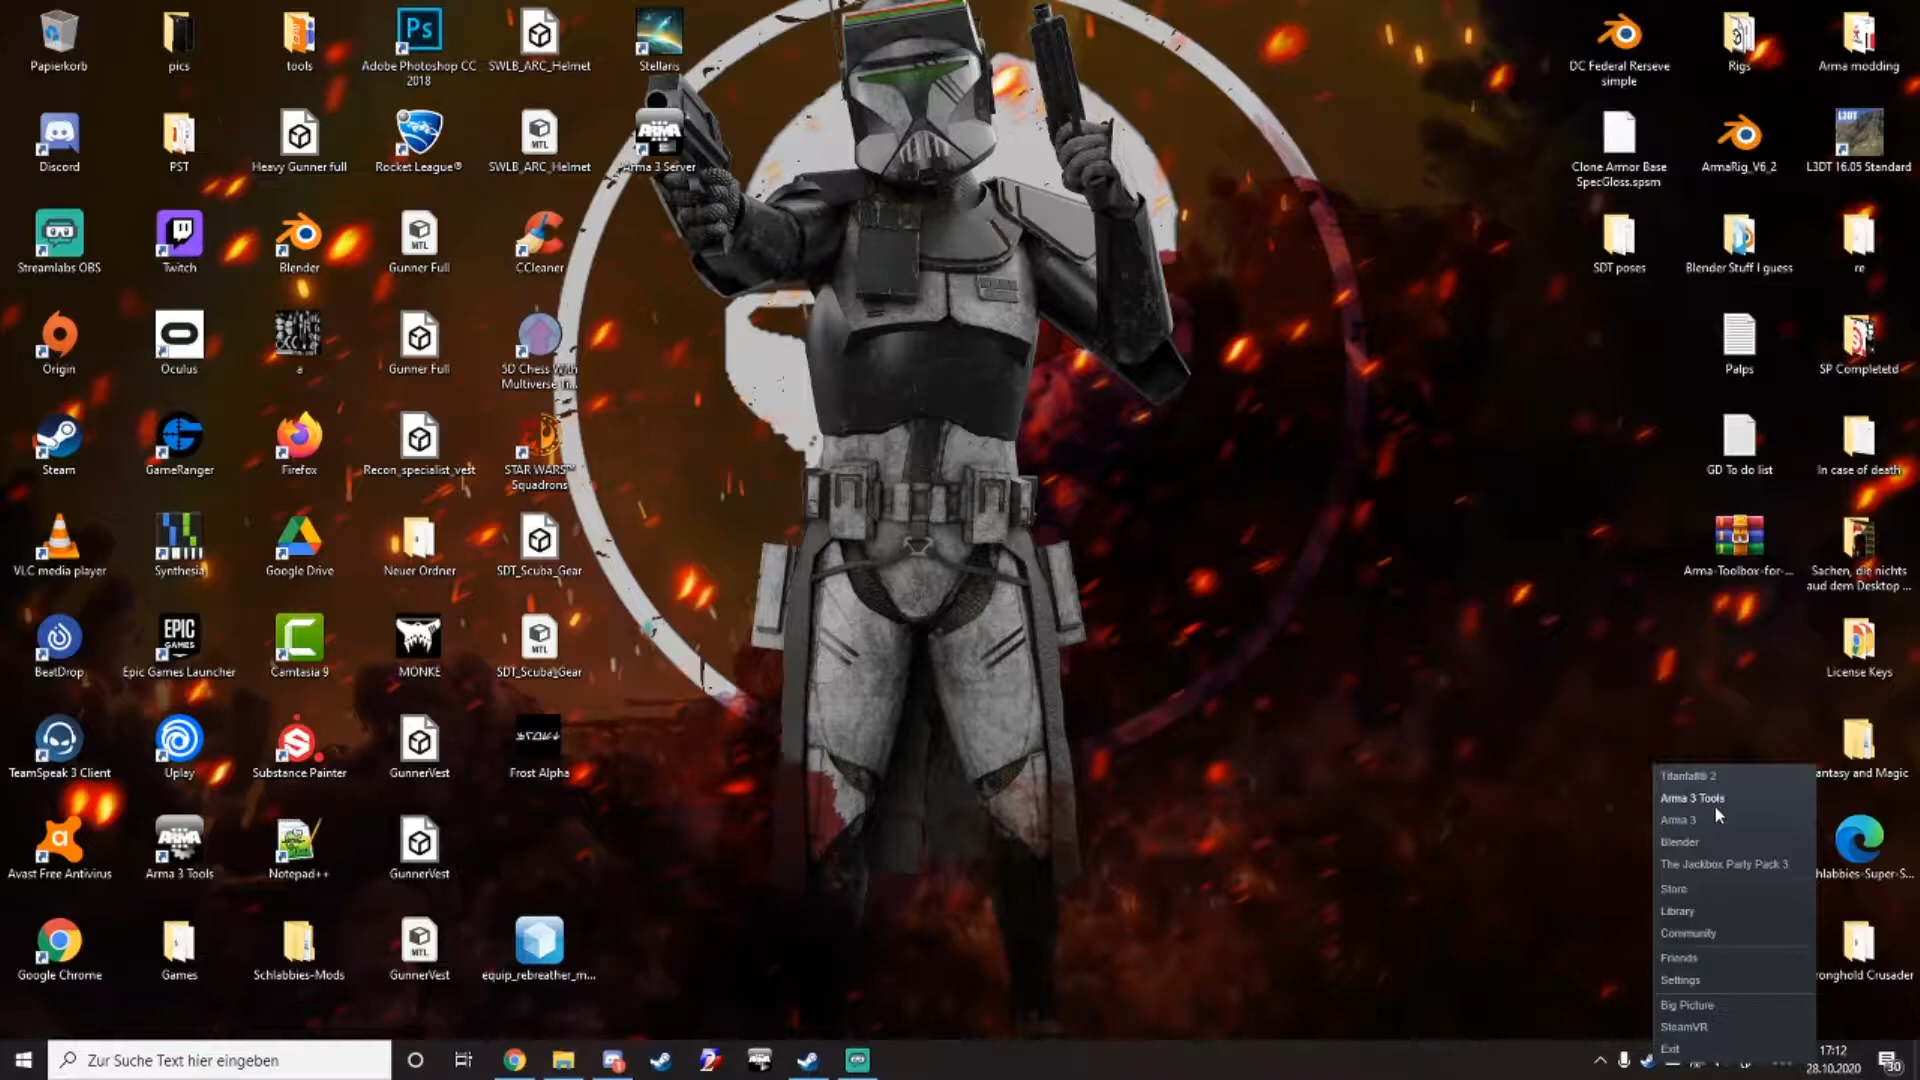 Papierkorb
pics
tools
Adobe Photoshop CC
2018
SWLB_ARC_Helmet
Stellaris
Discord
PST
Heavy Gunner full
Rocket League®
SWLB_ARC_Helmet
Arma 3 Server
Streamlabs OBS
Twitch
Blender
Gunner Full
CCleaner
Origin
Oculus
a
Gunner Full
5D Chess With
Multiverse Ti...
Steam
GameRanger
Firefox
Recon_specialist_vest
STAR WARS™
Squadrons
VLC media player
Synthesia
Google Drive
Neuer Ordner
SDT_Scuba_Gear
BeatDrop
Epic Games Launcher
Camtasia 9
MONKE
SDT_Scuba_Gear
TeamSpeak 3 Client
Uplay
Substance Painter
GunnerVest
Frost Alpha
Avast Free Antivirus
Arma 3 Tools
Notepad++
GunnerVest
Google Chrome
Games
Schlabbies-Mods
GunnerVest
equip_rebreather_m...
DC Federal Rerseve
simple
Rigs
Arma modding
Clone Armor Base
SpecGloss.spsm
ArmaRig_V6_2
L3DT 16.05 Standard
SDT poses
Blender Stuff I guess
re
Palps
SP Completetd
GD To do list
In case of death
Arma-Toolbox-for-...
Sachen, die nichts
aud dem Desktop ...
License Keys
antasy and Magic
hlabbies-Super-S...
ronghold Crusader
Titanfall® 2
Arma 3 Tools
Arma 3
Blender
The Jackbox Party Pack 3
Store
Library
Community
Friends
Settings
Big Picture
SteamVR
Exit
Zur Suche Text hier eingeben
17:12
28.10.2020
30